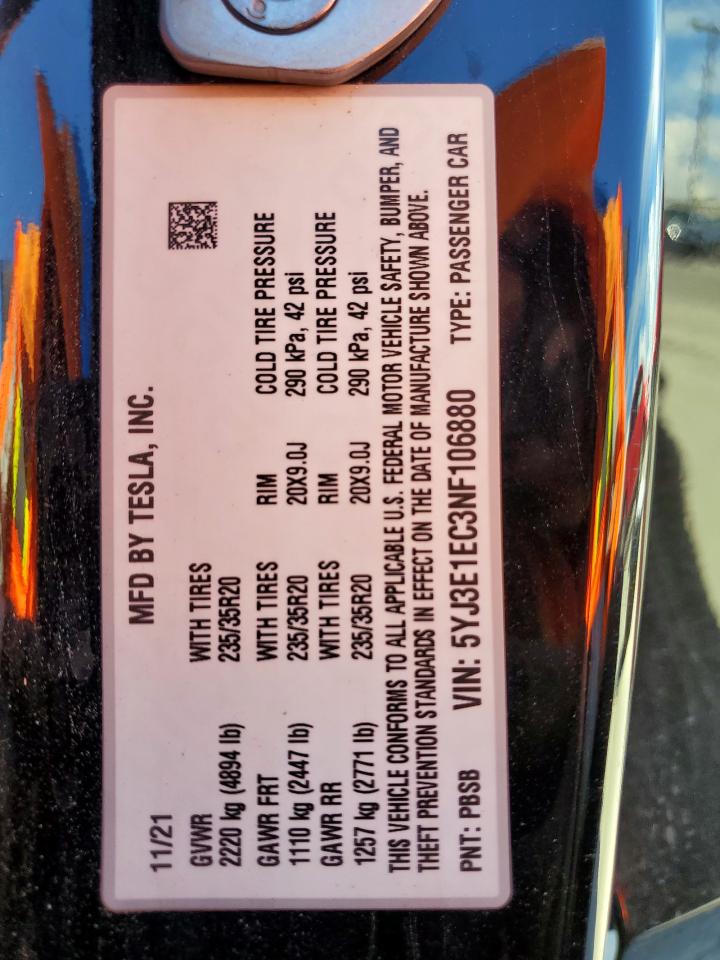 MFD BY TESLA, INC.
11/21
GVWR WITH TIRES
2220 kg (4894 lb) 235/35R20
GAWR FRT WITH TIRES RIM COLD TIRE PRESSURE
1110 kg (2447 lb) 235/35R20 20X9.0J 290 kPa, 42 psi
GAWR RR WITH TIRES RIM COLD TIRE PRESSURE
1257 kg (2771 lb) 235/35R20 20X9.0J 290 kPa, 42 psi
THIS VEHICLE CONFORMS TO ALL APPLICABLE U.S. FEDERAL MOTOR VEHICLE SAFETY, BUMPER, AND
THEFT PREVENTION STANDARDS IN EFFECT ON THE DATE OF MANUFACTURE SHOWN ABOVE.
PNT: PBSB VIN: 5YJ3E1EC3NF106880 TYPE: PASSENGER CAR